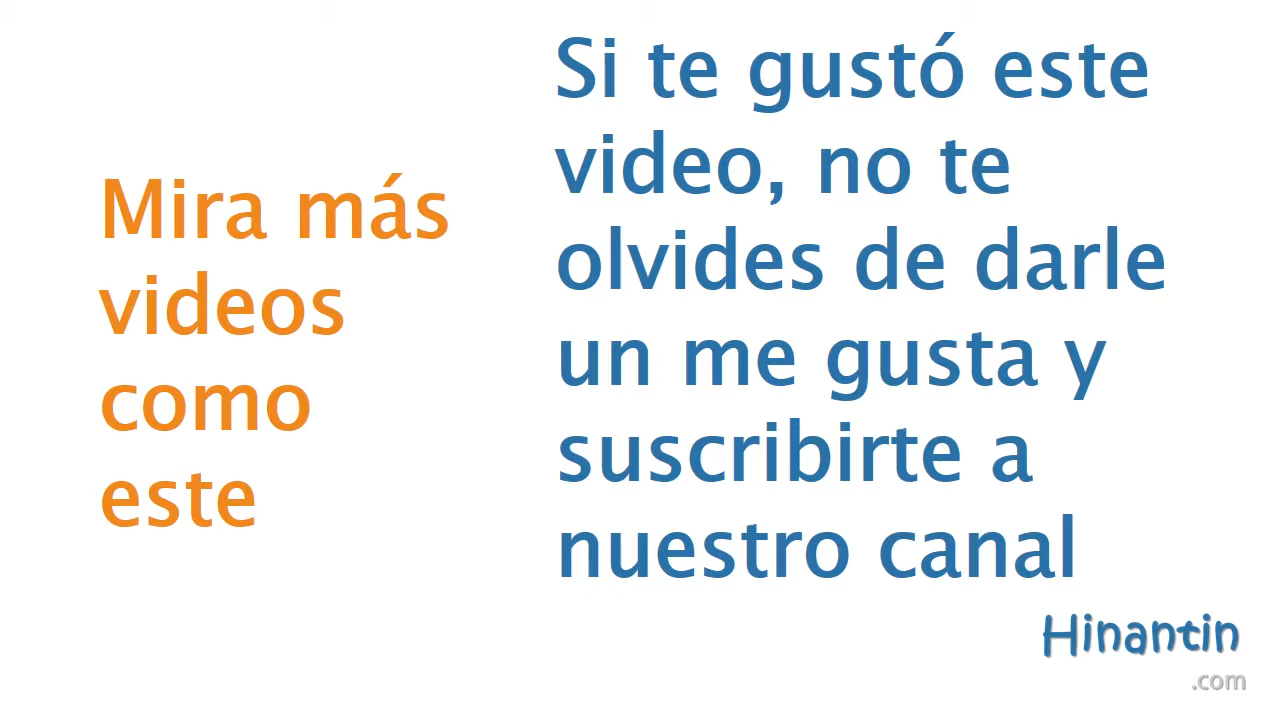 Mira más
videos
como
este
Si te gustó este
video, no te
olvides de darle
un me gusta y
suscribirte a
nuestro canal
Hinantin
.com